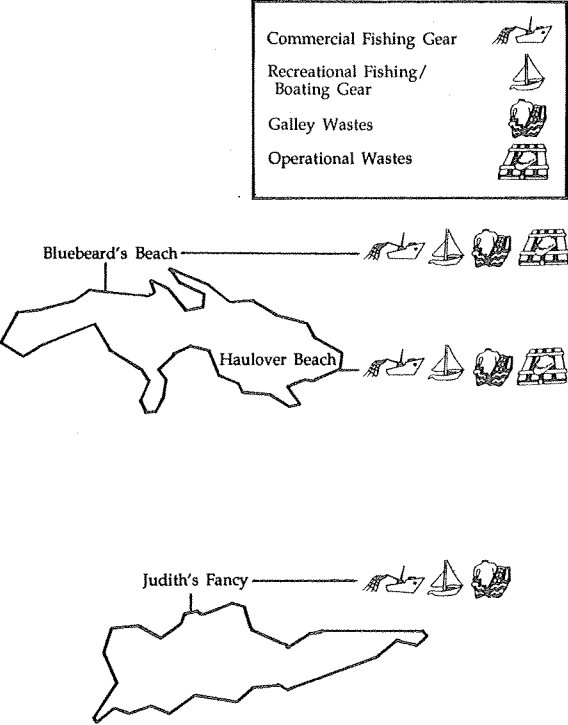 Commercial Fishing Gear
Recreational Fishing/
Boating Gear
Galley Wastes
Operational Wastes
Bluebeard's Beach
Haulover Beach
Judith's Fancy